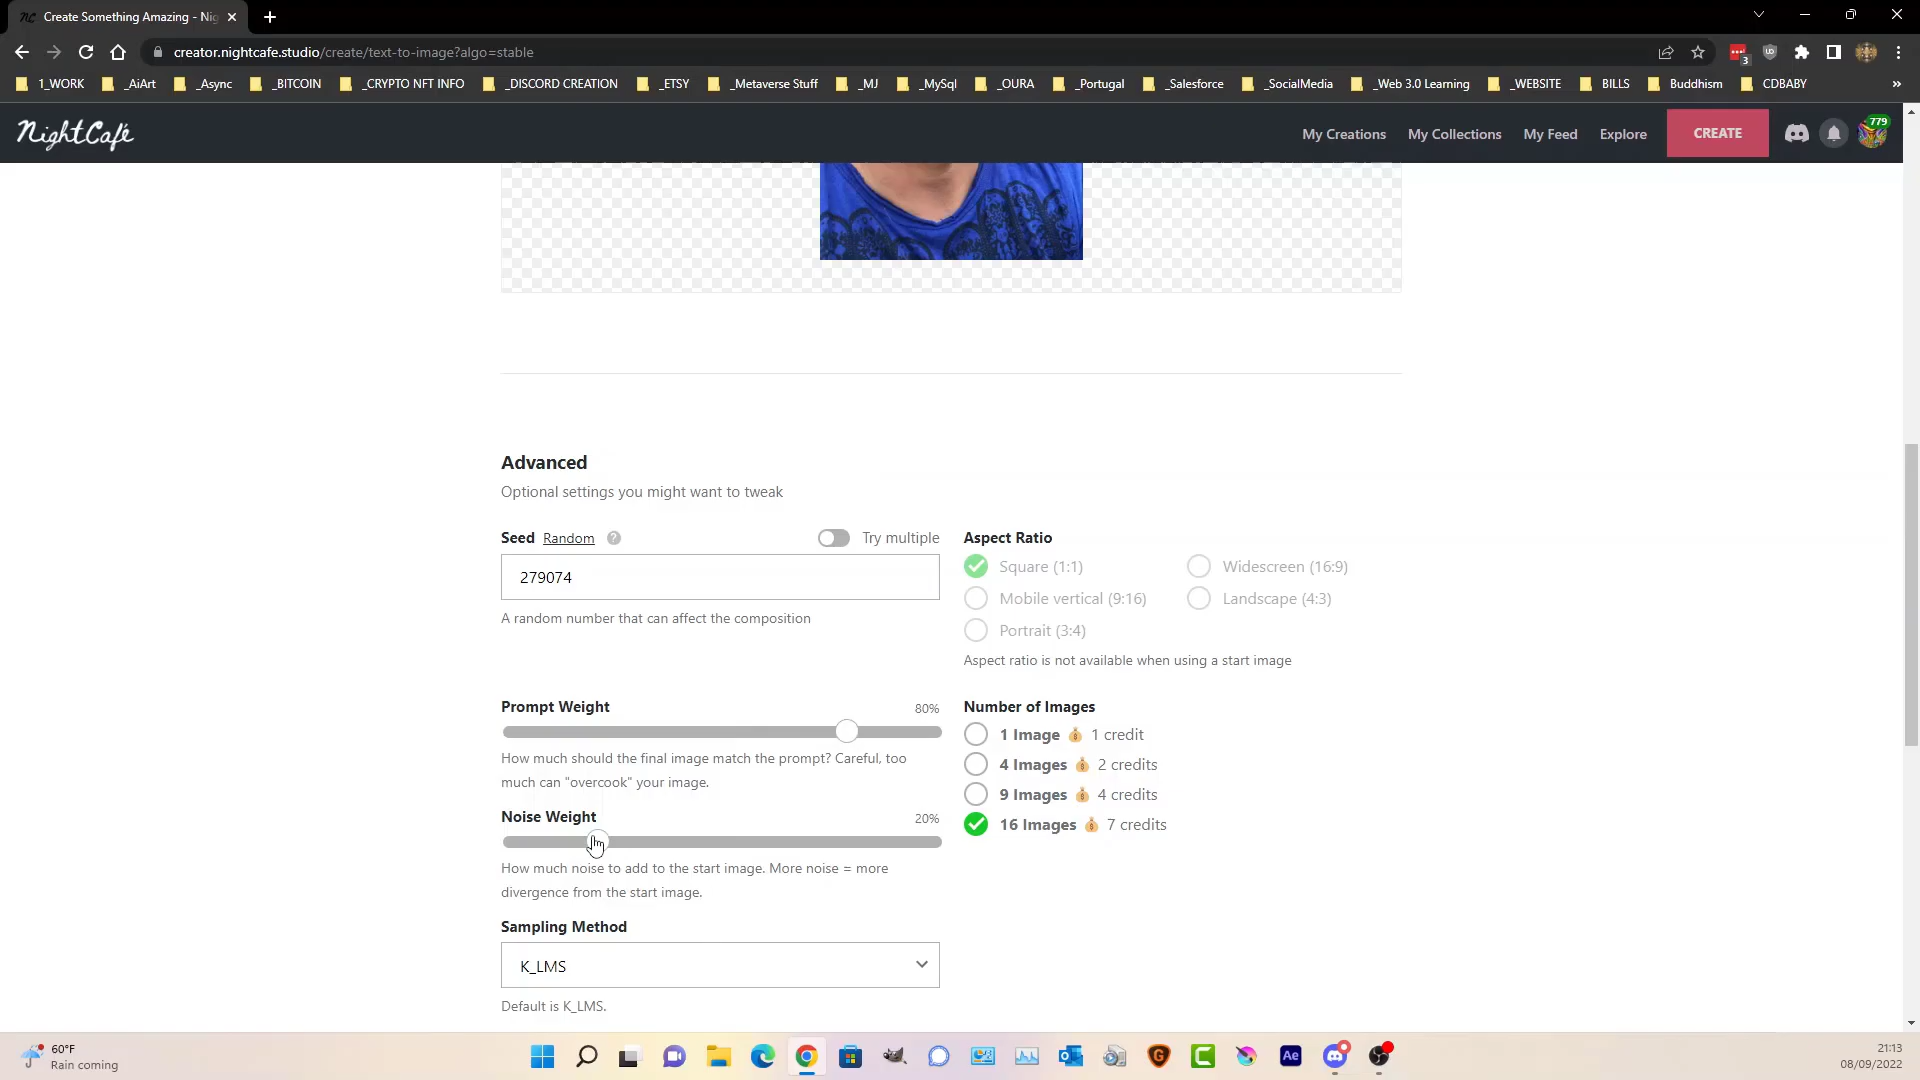 Create Something Amazing - Nig
creator.nightcafe.studio/create/text-to-image?algo=stable
3
1_WORK
_AiArt
_Async
_BITCOIN
_CRYPTO NFT INFO
_DISCORD CREATION
_ETSY
_Metaverse Stuff
_MJ
_MySql
_OURA
_Portugal
_Salesforce
_SocialMedia
_Web 3.0 Learning
_WEBSITE
BILLS
Buddhism
CDBABY
»
NightCafé
My Creations
My Collections
My Feed
Explore
CREATE
779
Advanced
Optional settings you might want to tweak
Seed Random ?
Try multiple
279074
A random number that can affect the composition
Aspect Ratio
Square (1:1)
Widescreen (16:9)
Mobile vertical (9:16)
Landscape (4:3)
Portrait (3:4)
Aspect ratio is not available when using a start image
Prompt Weight
80%
How much should the final image match the prompt? Careful, too
much can "overcook" your image.
Noise Weight
20%
How much noise to add to the start image. More noise = more
divergence from the start image.
Number of Images
1 Image 💰 1 credit
4 Images 💰 2 credits
9 Images 💰 4 credits
16 Images 💰 7 credits
Sampling Method
K_LMS
Default is K_LMS.
60°F
Rain coming
Ae
21:13
08/09/2022